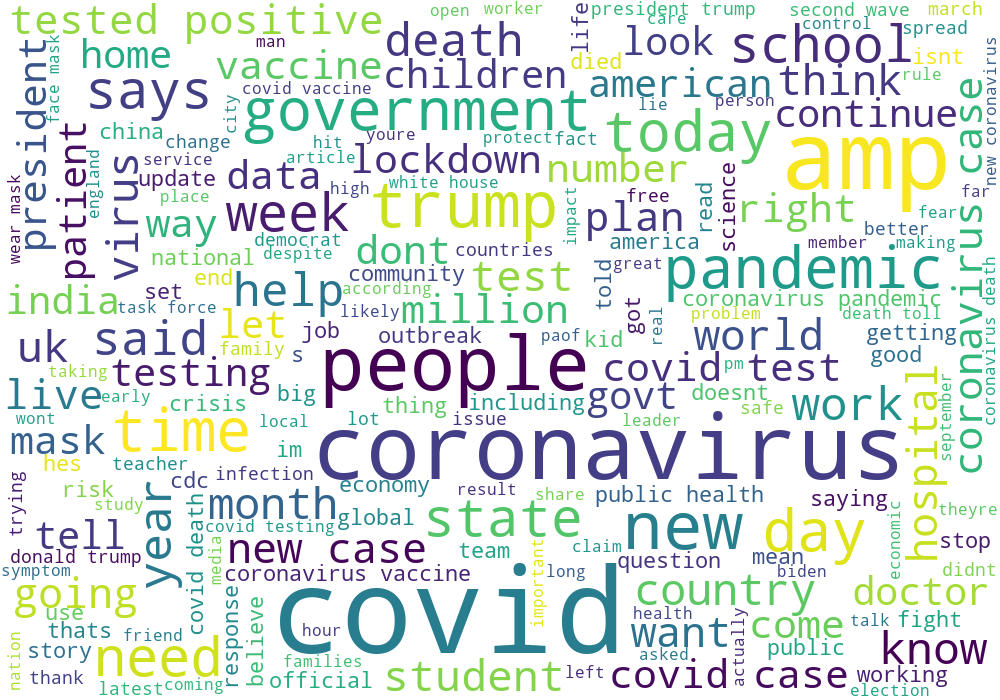 tested positive
home
face mask
president
says
man
covid vaccine
vaccine
death
children
open
worker
life
look
died
president trump
care
american
second wave
control
school
march
spread
isnt
rule
new coronavirus
think
continue
china
change
city
government
youre
hit
article
protect
fact
lie
person
today
amp
coronavirus case
patient
virus
england
service
update
place
way
data
week
lockdown
high
white house
trump
number
impact
free
plan
read
science
right
far
fear
better
making
member
wear mask
national
democrat
despite
dont
countries
community
test
told
america
great
got
pandemic
india
end
set
task force
help
according
million
likely
let
family
job
s
outbreak
paof
kid
real
coronavirus pandemic
problem
world
death toll
getting
good
coronavirus death
uk
said
testing
taking
early
people
covid test
pm
live
crisis
big
thing
including
govt
doesnt
safe
work
hospital
september
wont
mask
time
local
lot
issue
leader
im
coronavirus
hes
teacher
cdc
infection
risk
study
year
month
economy
result
share
public health
saying
trying
tell
covid death
covid testing
global
state
new
day
theyre
economic
stop
donald trump
media
new case
team
claim
important
question
mean
symptom
coronavirus vaccine
long
biden
didnt
going
use
response
believe
covid
hour
health
country
doctor
thats
friend
actually
want
come
talk
fight
story
need
families
asked
public
know
nation
thank
latest
coming
official
student
left
covid case
working
election